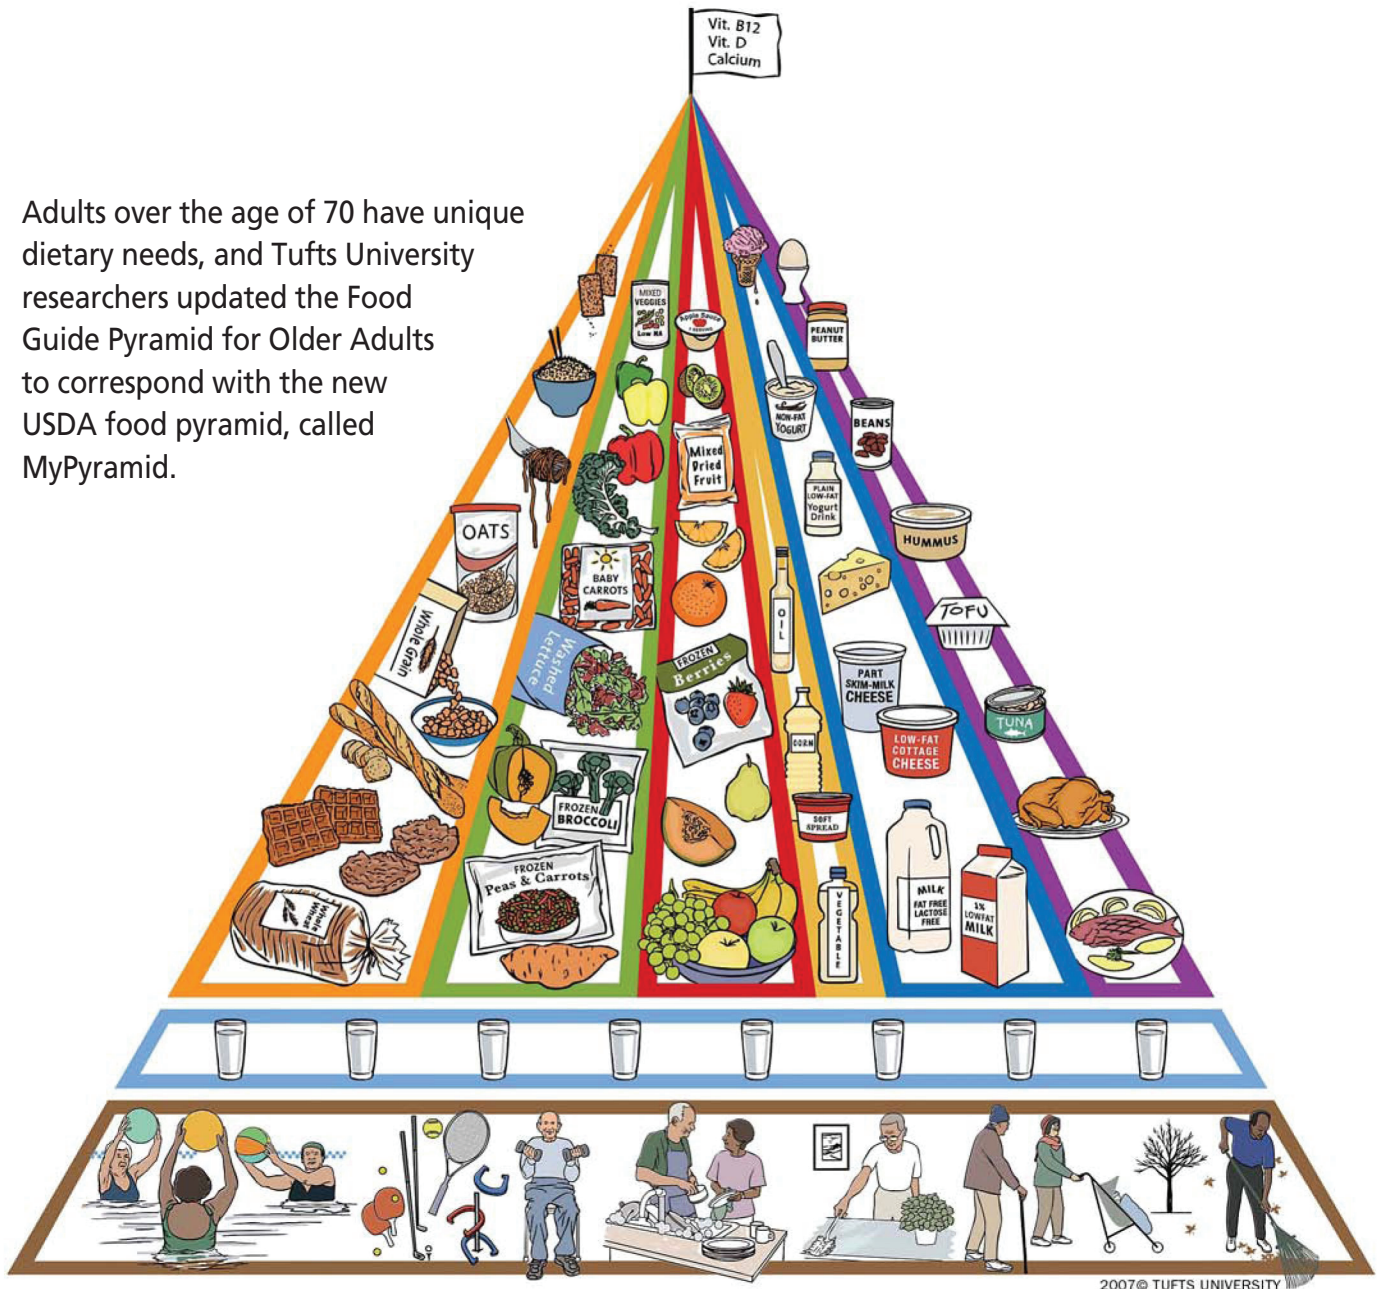 Vit. B12
Vit. D
Calcium
Adults over the age of 70 have unique
dietary needs, and Tufts University
researchers updated the Food
Guide Pyramid for Older Adults
to correspond with the new
USDA food pyramid, called
MyPyramid.
MIXED
VEGGIES
Low NA
Apple Sauce
PEANUT
BUTTER
NON-FAT
YOGURT
BEANS
Mixed
Dried
Fruit
PLAIN
LOW-FAT
Yogurt
Drink
OATS
HUMMUS
BABY
CARROTS
OIL
TOFU
Whole Grain
Washed
Lettuce
FROZEN
Berries
PART
SKIM-MILK
CHEESE
TUNA
CORN
LOW-FAT
COTTAGE
CHEESE
FROZEN
BROCCOLI
SOFT
SPREAD
FROZEN
Peas & Carrots
Whole
Wheat
VEGETABLE
MILK
FAT FREE
LACTOSE
FREE
1%
LOWFAT
MILK
2007© TUFTS UNIVERSITY